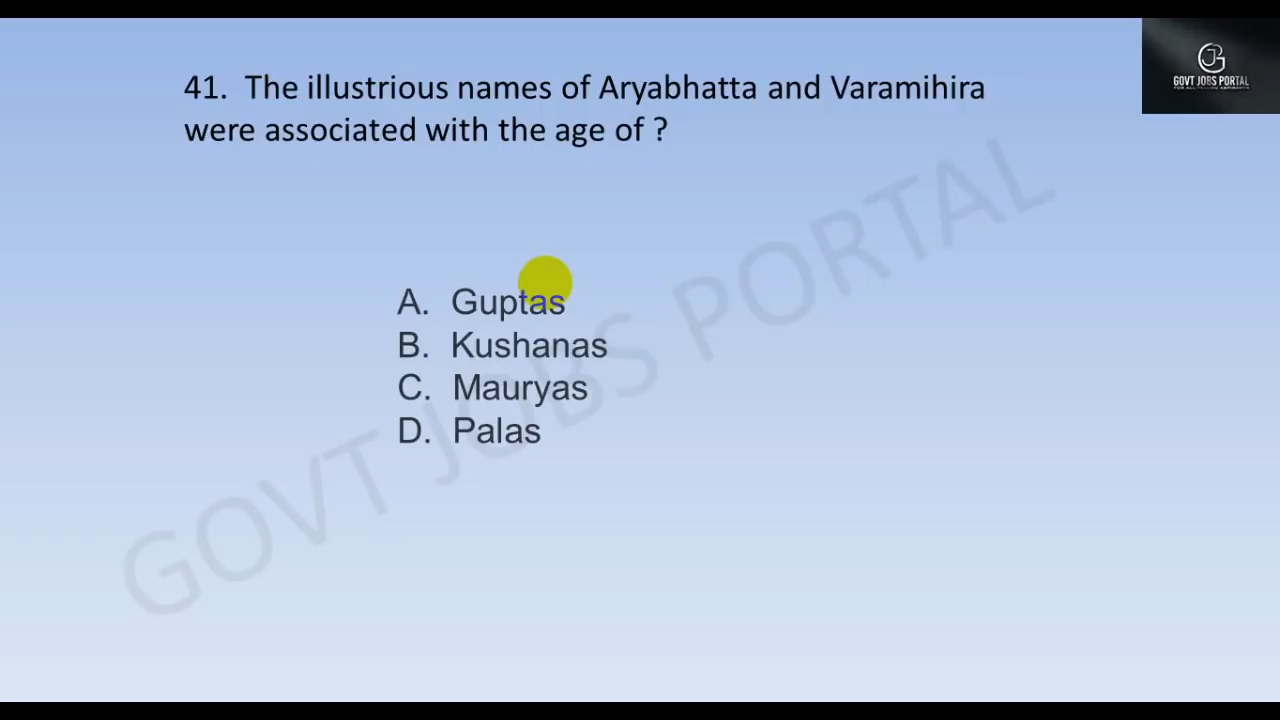 41. The illustrious names of Aryabhatta and Varamihira
were associated with the age of ?
A. Guptas
B. Kushanas
C. Mauryas
D. Palas
GOVT JOBS PORTAL
GOVT JOBS PORTAL